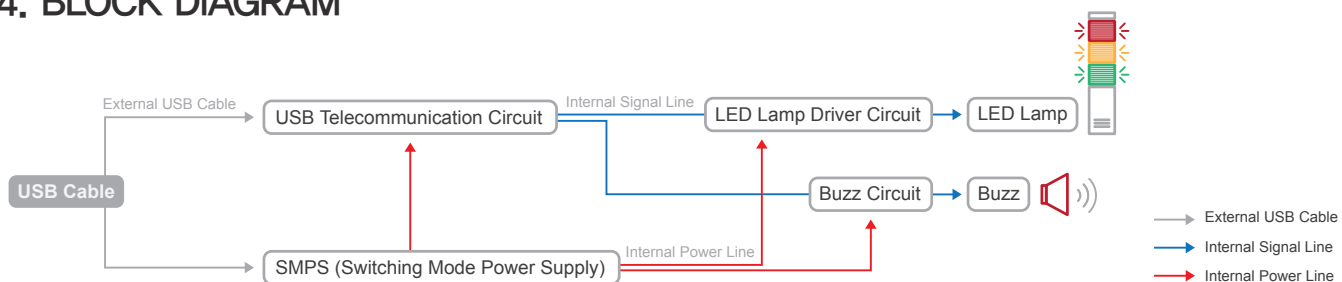 4. BLOCK DIAGRAM
External USB Cable
USB Telecommunication Circuit
Internal Signal Line
LED Lamp Driver Circuit
LED Lamp
USB Cable
Buzz Circuit
Buzz
SMPS (Switching Mode Power Supply)
Internal Power Line
External USB Cable
Internal Signal Line
Internal Power Line